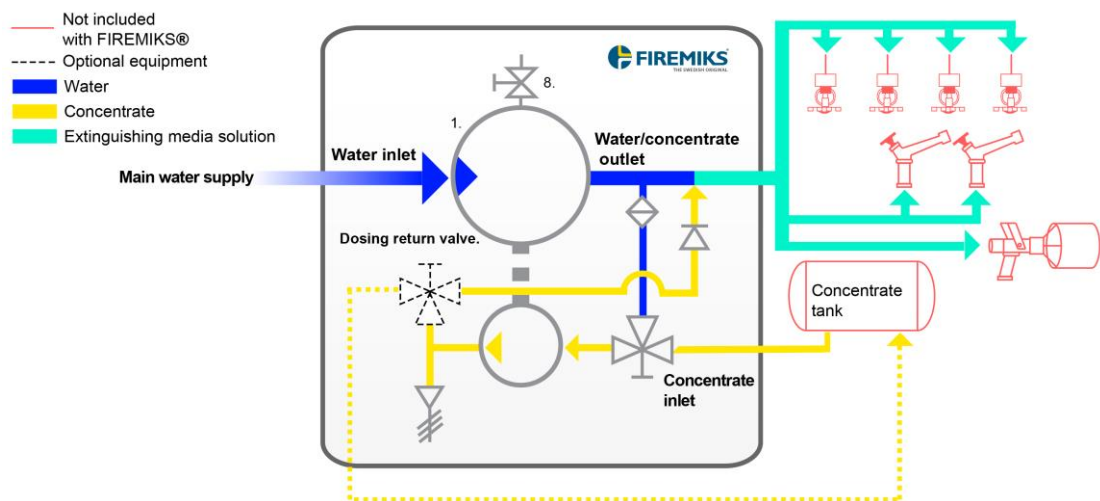 Not included
with FIREMIKS®
Optional equipment
Water
Concentrate
Extinguishing media solution
FIREMIKS®
THE SWEDISH ORIGINAL
8.
1.
Water inlet
Water/concentrate
outlet
Main water supply
Dosing return valve.
Concentrate
tank
Concentrate
inlet